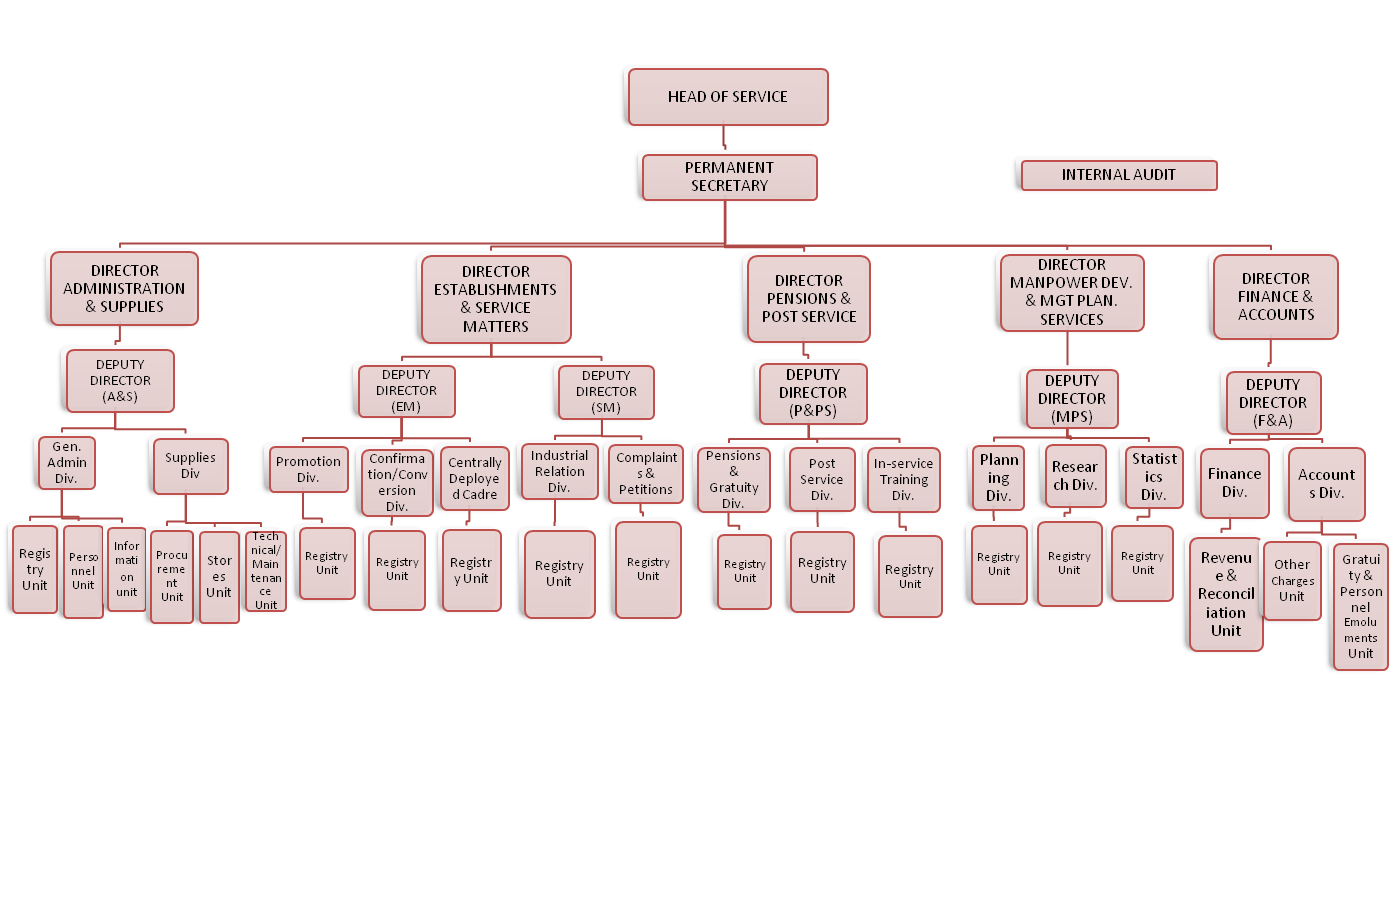 HEAD OF SERVICE
PERMANENT
SECRETARY
INTERNAL AUDIT
DIRECTOR
ADMINISTRATION
& SUPPLIES
DIRECTOR
ESTABLISHMENTS
& SERVICE
MATTERS
DIRECTOR
PENSIONS &
POST SERVICE
DIRECTOR
MANPOWER DEV.
& MGT PLAN.
SERVICES
DIRECTOR
FINANCE &
ACCOUNTS
DEPUTY
DIRECTOR
(A&S)
DEPUTY
DIRECTOR
(EM)
DEPUTY
DIRECTOR
(SM)
DEPUTY
DIRECTOR
(P&PS)
DEPUTY
DIRECTOR
(MPS)
DEPUTY
DIRECTOR
(F&A)
Gen.
Admin
Div.
Supplies
Div
Promotion
Div.
Confirma
tion/Conv
ersion
Div.
Centrally
Deploye
d Cadre
Industrial
Relation
Div.
Complaint
s &
Petitions
Pensions
&
Gratuity
Div.
Post
Service
Div.
In-service
Training
Div.
Plann
ing
Div.
Resear
ch Div.
Statist
ics
Div.
Finance
Div.
Account
s Div.
Regis
try
Unit
Perso
nnel
Unit
Infor
mati
on
unit
Procu
reme
nt
Unit
Stor
es
Unit
Tech
nical/
Main
tenan
ce
Unit
Registry
Unit
Registry
Unit
Registr
y Unit
Registry
Unit
Registry
Unit
Registry
Unit
Registry
Unit
Registry
Unit
Registry
Unit
Registry
Unit
Registry
Unit
Revenu
e &
Reconcil
iation
Unit
Other
Charges
Unit
Gratui
ty &
Person
nel
Emolu
ments
Unit